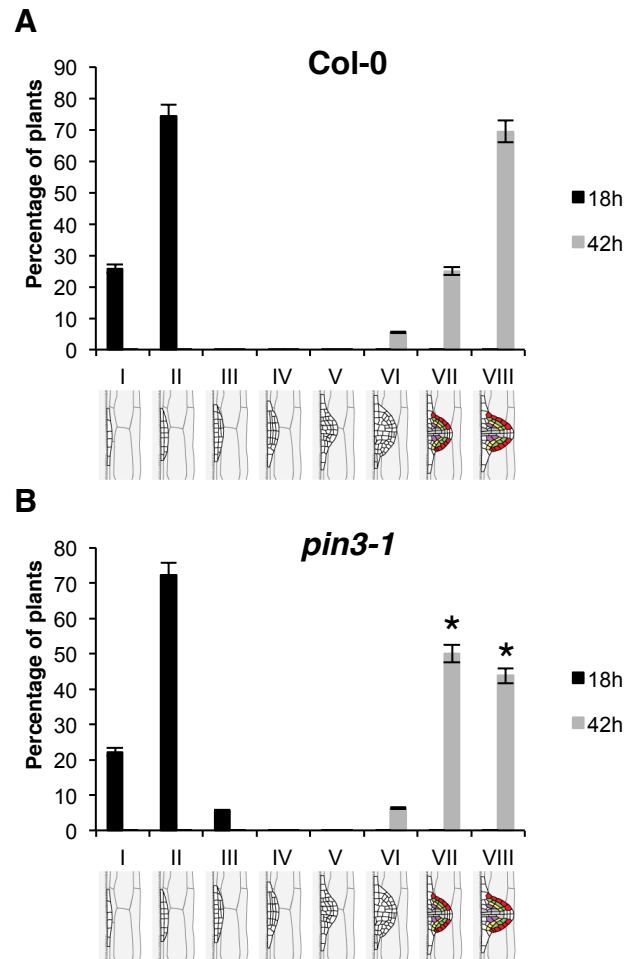 A
Col-0
Percentage of plants
90
80
70
60
50
40
30
20
10
0
18h
42h
I II III IV V VI VII VIII
B
pin3-1
Percentage of plants
80
70
60
50
40
30
20
10
0
* *
18h
42h
I II III IV V VI VII VIII